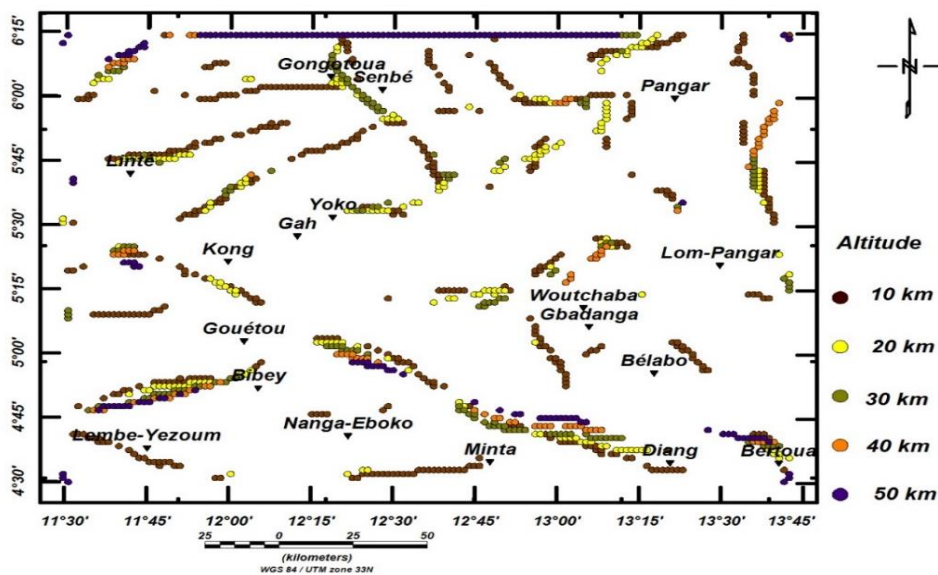 6°15'
6°00'
5°45'
5°30'
5°15'
5°00'
4°45'
4°30'
Gongotoua
Senbé
Pangar
Linté
Yoko
Gah
Kong
Lom-Pangar
Woutchaba
Gbadanga
Gouétou
Bibey
Bélabo
Nanga-Eboko
Lembe-Yezoum
Minta
Diang
Bertoua
11°30' 11°45' 12°00' 12°15' 12°30' 12°45' 13°00' 13°15' 13°30' 13°45'
25 0 25 50
(kilometers)
WGS 84 / UTM zone 33N
N
Altitude
10 km
20 km
30 km
40 km
50 km